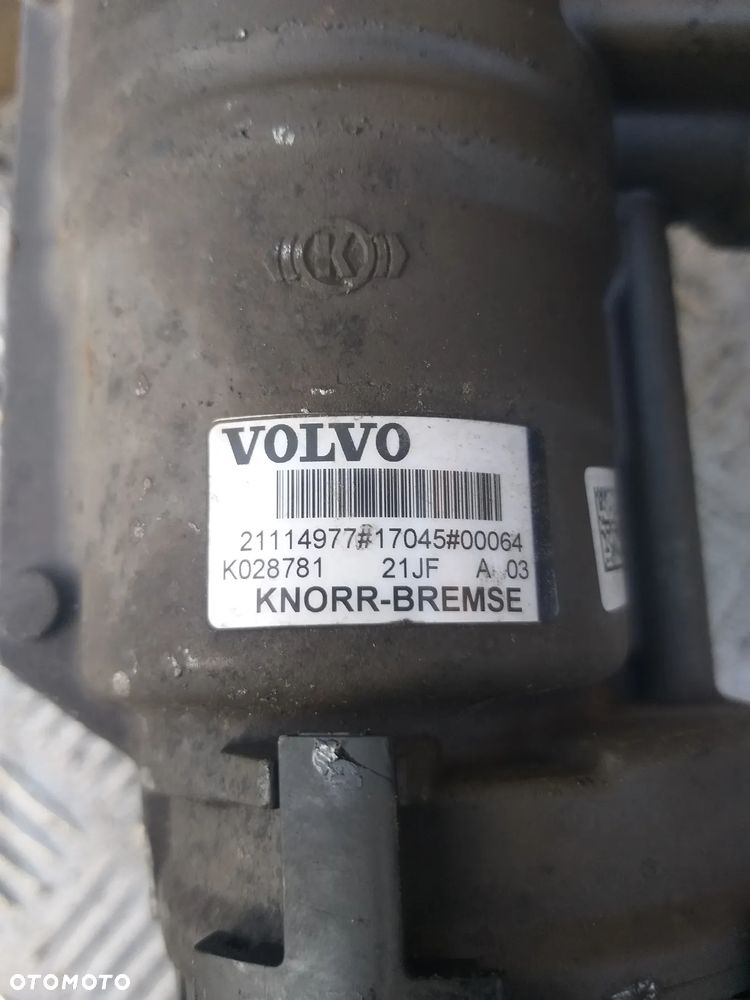 K
VOLVO
21114977#17045#00064
K028781 21JF A 03
KNORR-BREMSE
OTOMOTO